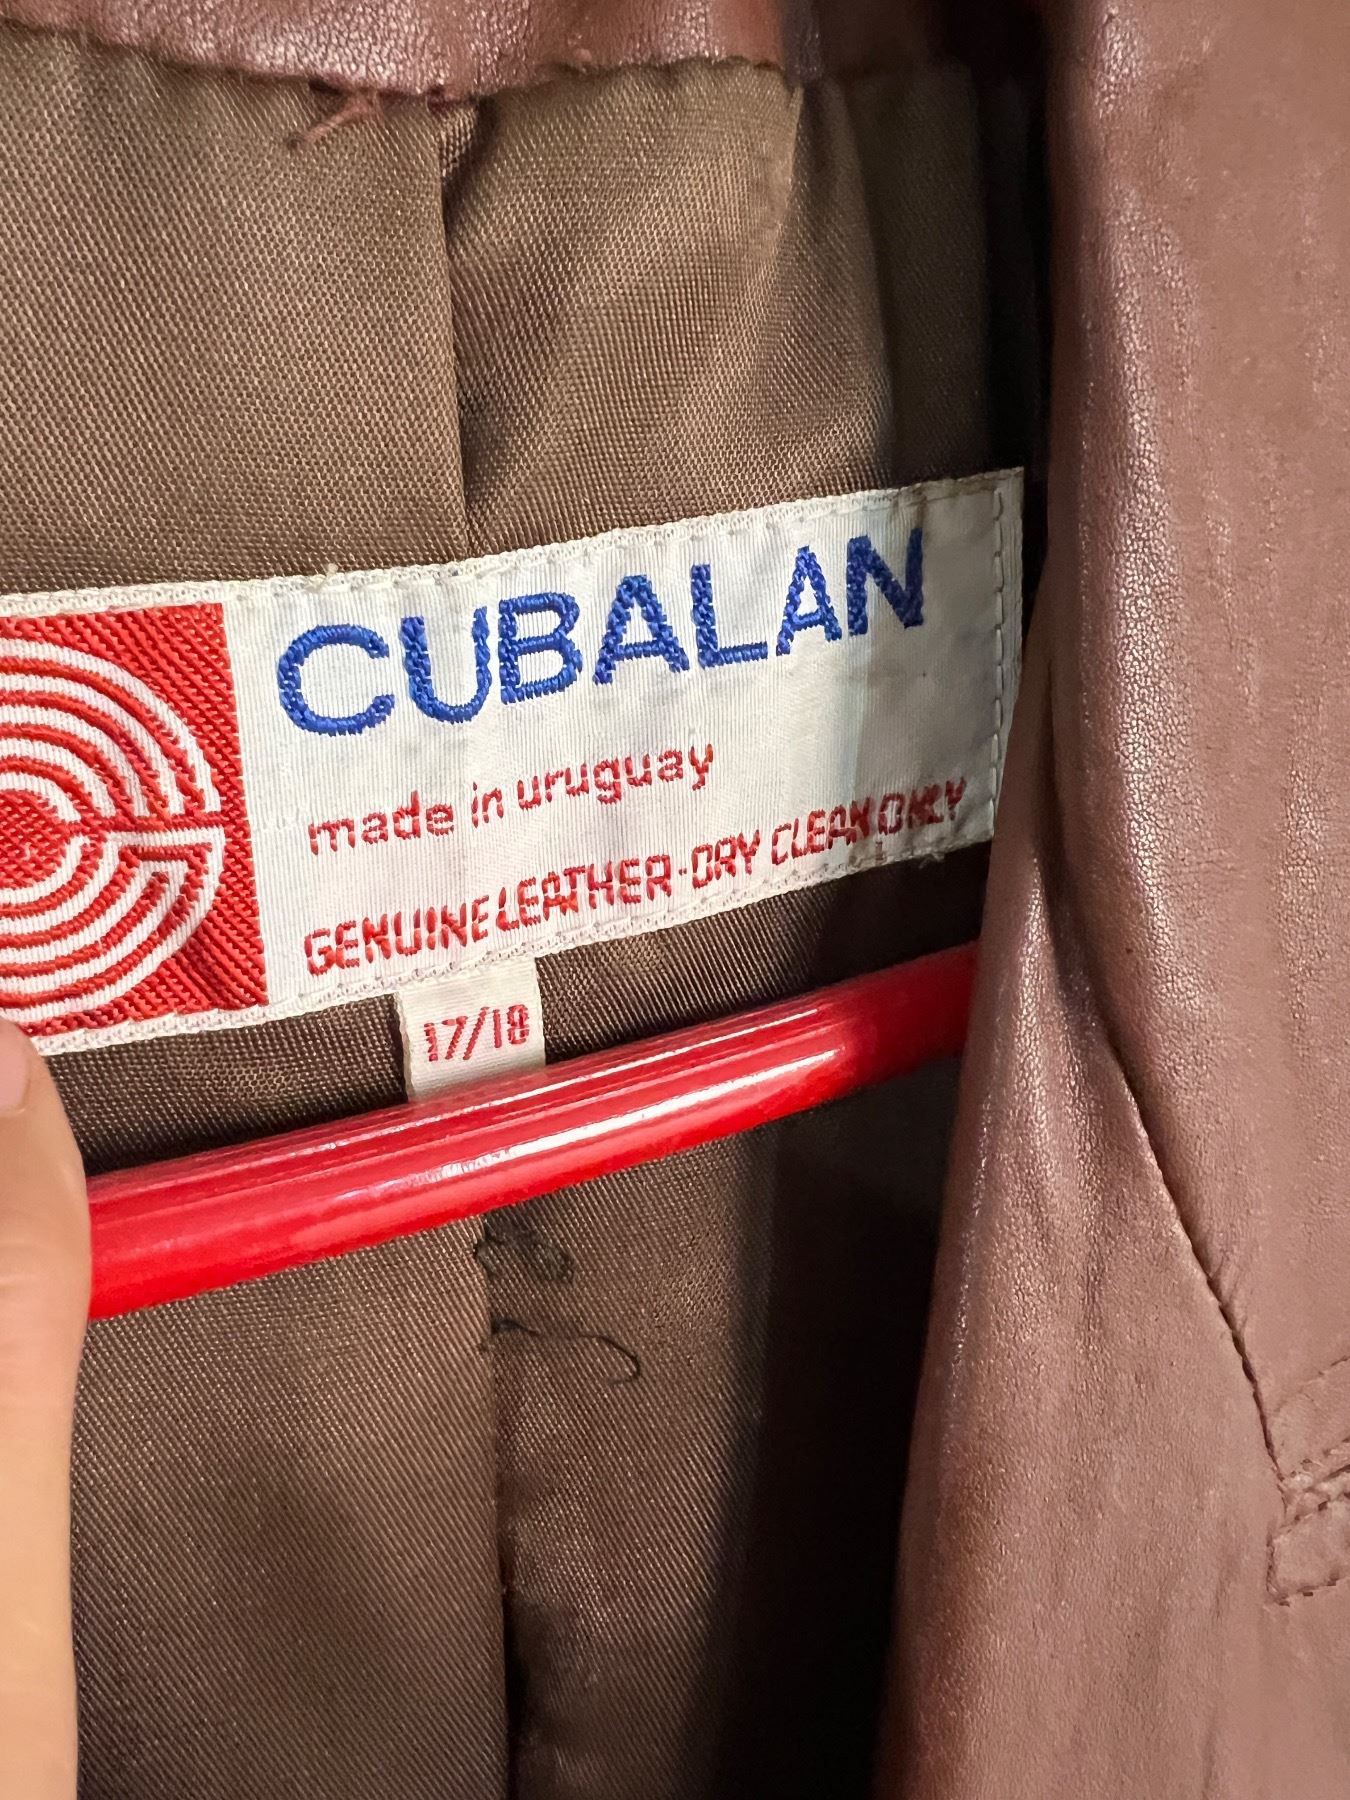 CUBALAN
made in uruguay
GENUINE LEATHER-DRY CLEAN ONLY
17/18